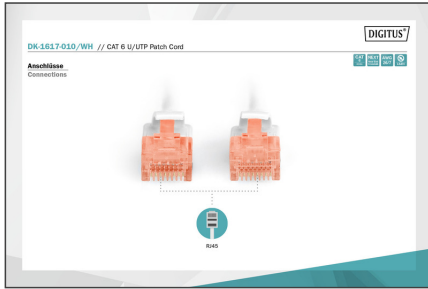 DIGITUS®
DK-1617-010/WH // CAT 6 U/UTP Patch Cord
Anschlüsse
Connections
RJ45